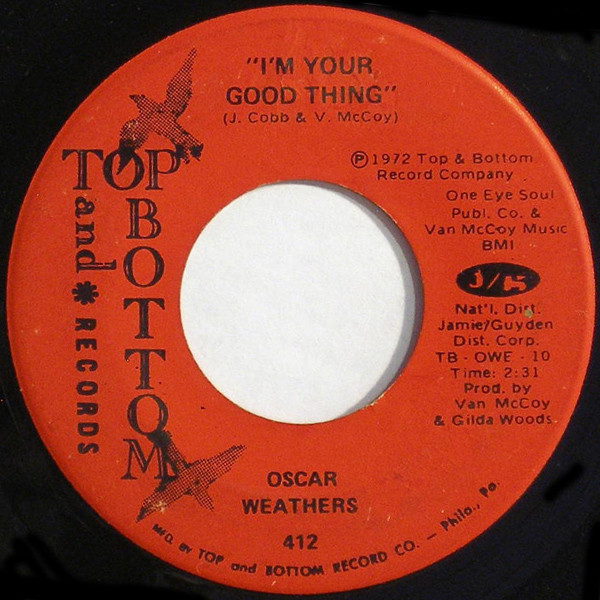 "I'M YOUR
GOOD THING"
(J. Cobb & V. McCoy)
TOP
and
BOTTOM
RECORDS
℗1972 Top & Bottom
Record Company
One Eye Soul
Publ. Co. &
Van McCoy Music
BMI
J/G
Nat'l. Dirt.
Jamie/Guyden
Dist. Corp.
TB - OWE - 10
Time: 2:31
Prod. by
Van McCoy
& Gilda Woods
OSCAR
WEATHERS
412
MFG. BY TOP and BOTTOM RECORD CO. — Phila., Pa.